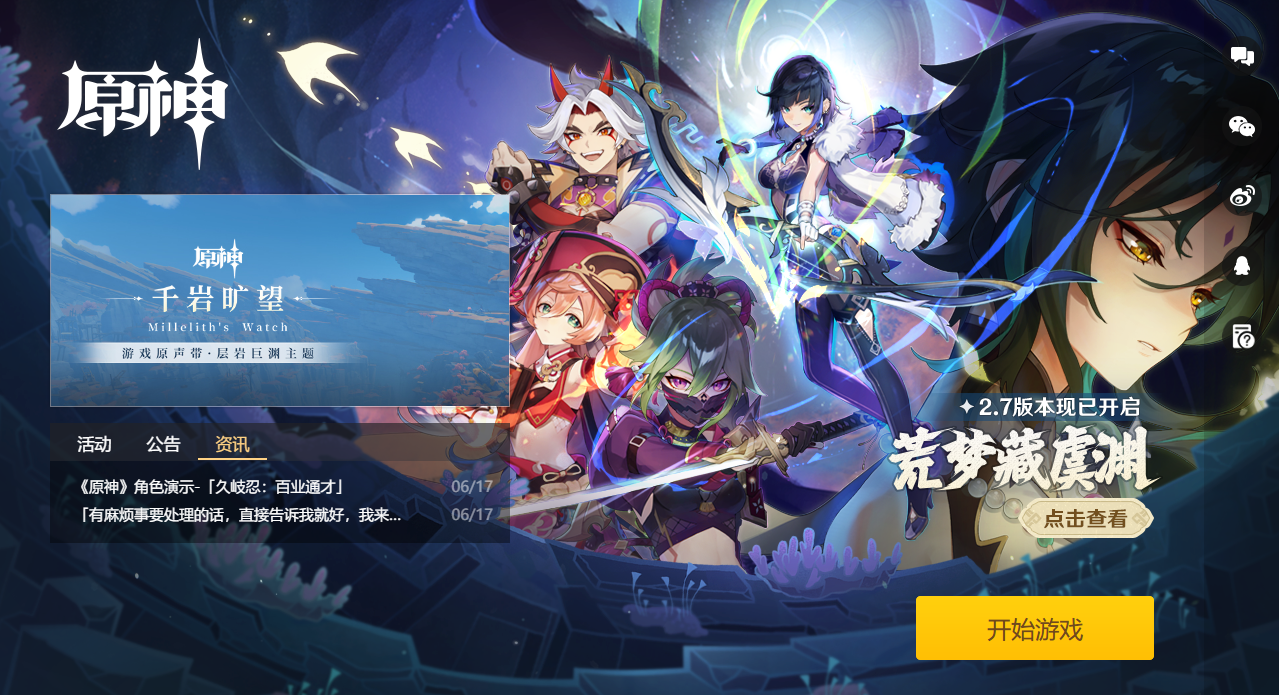 原神
原神
千岩旷望
Millelith's Watch
游戏原声带·层岩巨渊主题
活动 公告 资讯
《原神》角色演示-「久岐忍：百业通才」 06/17
「有麻烦事要处理的话，直接告诉我就好，我来... 06/17
2.7版本现已开启
荒梦藏虞渊
点击查看
开始游戏